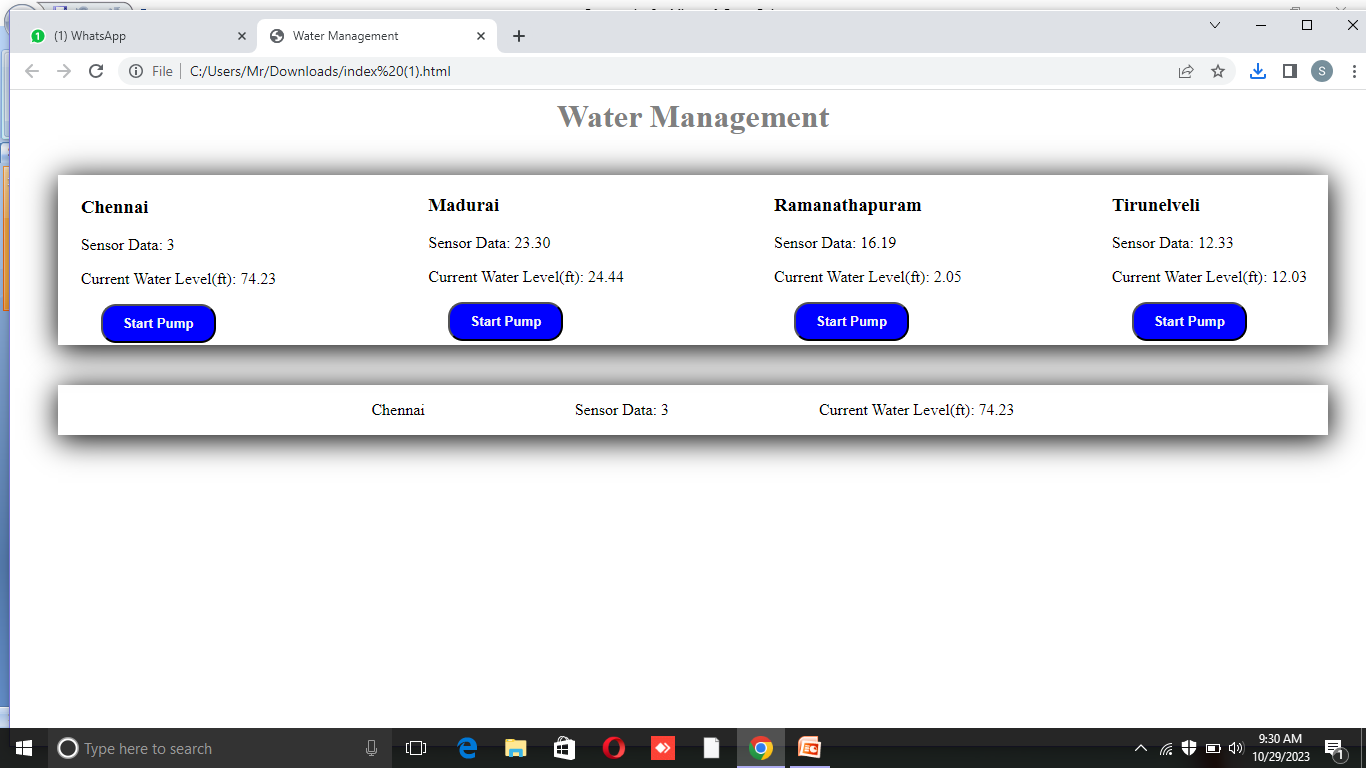 (1) WhatsApp
Water Management
File C:/Users/Mr/Downloads/index%20(1).html
S
Water Management
Chennai
Sensor Data: 3
Current Water Level(ft): 74.23
Start Pump
Madurai
Sensor Data: 23.30
Current Water Level(ft): 24.44
Start Pump
Ramanathapuram
Sensor Data: 16.19
Current Water Level(ft): 2.05
Start Pump
Tirunelveli
Sensor Data: 12.33
Current Water Level(ft): 12.03
Start Pump
Chennai Sensor Data: 3 Current Water Level(ft): 74.23
Type here to search
9:30 AM
10/29/2023
1